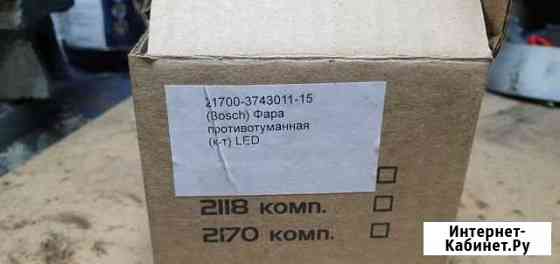 21700-3743011-15
(Bosch) Фара
противотуманная
(к-т) LED
2118 комп.
2170 комп.
Интернет-
Кабинет.Ру